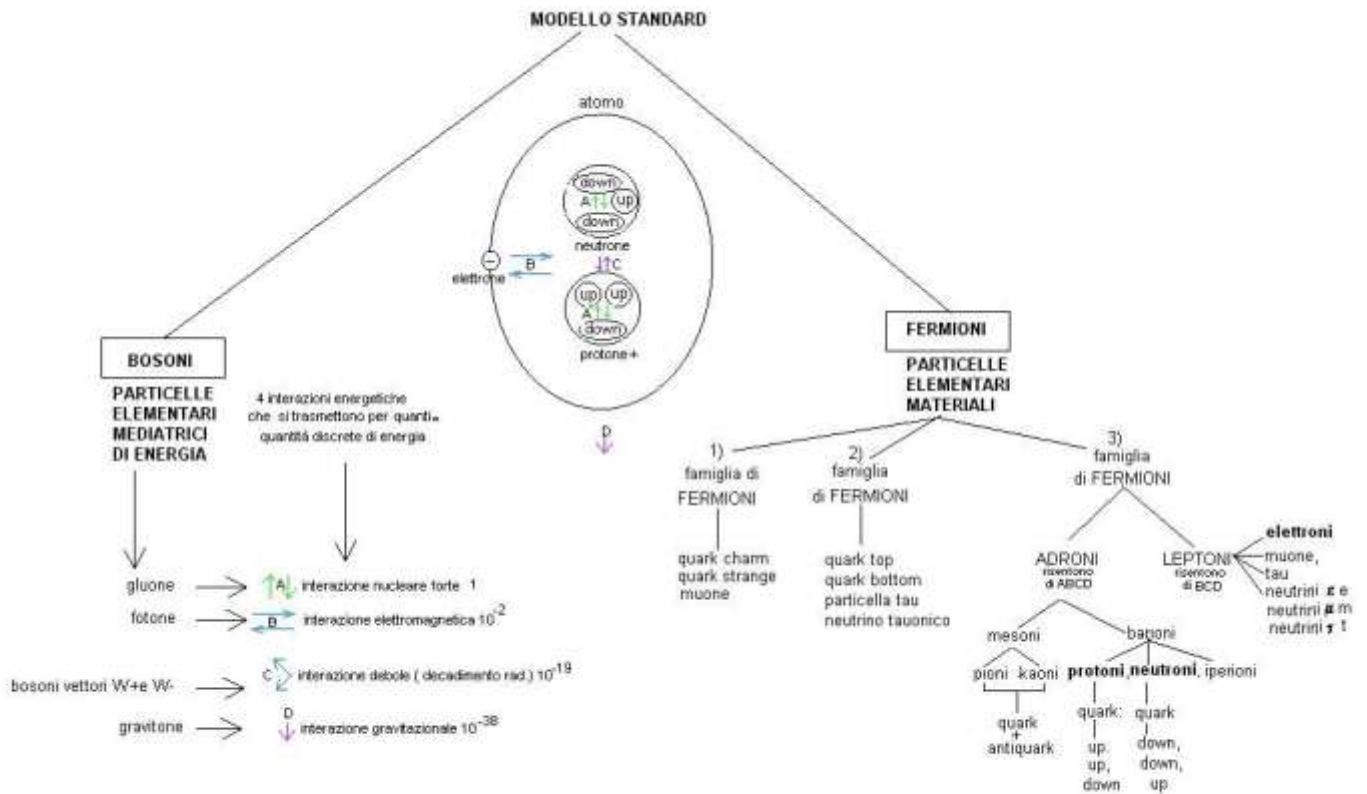 MODELLO STANDARD
atomo
down
A up
down
neutrone
B
C
elettrone
up up
A
down
protone +
D
BOSONI
PARTICELLE
ELEMENTARI
MEDIATRICI
DI ENERGIA
4 interazioni energetiche
che si trasmettono per quanti=
quantità discrete di energia
gluone
A interazione nucleare forte 1
fotone
B interazione elettromagnetica 10-2
bosoni vettori W+e W-
C interazione debole ( decadimento rad.) 10-19
gravitone
D
interazione gravitazionale 10-38
FERMIONI
PARTICELLE
ELEMENTARI
MATERIALI
1)
famiglia di
FERMIONI
quark charm
quark strange
muone
2)
famiglia
di FERMIONI
quark top
quark bottom
particella tau
neutrino tauonico
3)
famiglia
di FERMIONI
ADRONI
risentono
di ABCD
LEPTONI
risentono
di BCD
elettroni
muone,
tau
neutrini e
neutrini m
neutrini t
mesoni
barioni
pioni kaoni
protoni, neutroni, iperioni
quark
+
antiquark
quark:
up,
up,
down
quark
down,
down,
up